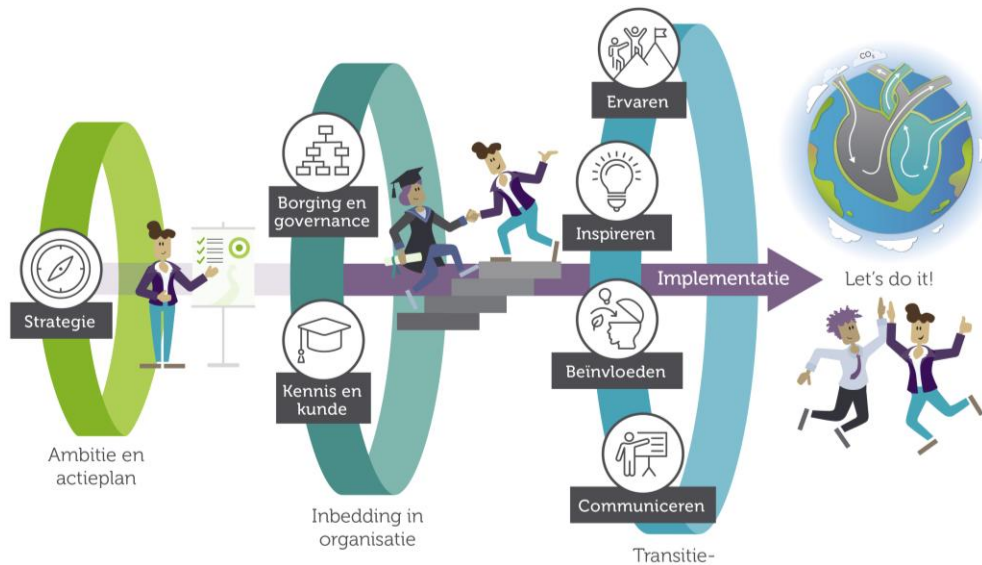 Strategie
Ambitie en
actieplan
Borging en
governance
Kennis en
kunde
Inbedding in
organisatie
Ervaren
Inspireren
Beïnvloeden
Communiceren
Transitie-
Implementatie
CO₂
Let's do it!